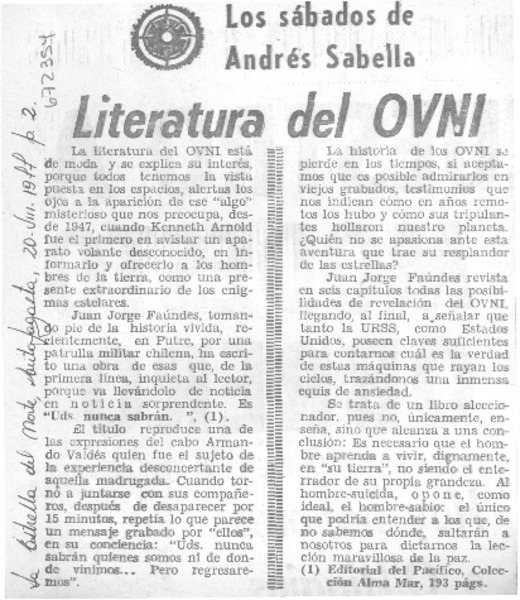 Los sábados de
Andrés Sabella
Literatura del OVNI
La literatura del OVNI está
de moda y se explica su interés,
porque todos tenemos la vista
puesta en los espacios, alertas los
ojos a la aparición de ese "algo"
misterioso que nos preocupa, des-
de 1947, cuando Kenneth Arnold
fue el primero en avistar un apa-
rato volante desconocido, en in-
formarlo y ofrecerlo a los hom-
bres de la tierra, como una pre-
sente extraordinario de los enig-
mas estelares.
Juan Jorge Faúndes, toman-
do pie de la historia vivida, re-
cientemente, en Putre, por una
patrulla militar chilena, ha escri-
to una obra de esas que, de la
primera línea, inquieta al lector,
porque va llevándolo de noticia
en noticia sorprendente. Es
"Uds. nunca sabrán. ", (1).
El título reproduce una de
las expresiones del cabo Arman-
do Valdés quien fue el sujeto de
la experiencia desconcertante de
aquella madrugada. Cuando tor-
nó a juntarse con sus compañe-
ros, después de desaparecer por
15 minutos, repetía lo que parece
un mensaje grabado por "ellos",
en su conciencia: "Uds. nunca
sabrán quienes somos ni de don-
de vinimos... Pero regresare-
mos".
La historia de los OVNI se
pierde en los tiempos, si acepta-
mos que es posible admirarlos en
viejos grabados, testimonios que
nos indican cómo en años remo-
tos los hubo y cómo sus tripulan-
tes hollaron nuestro planeta.
¿Quién no se apasiona ante esta
aventura que trae su resplandor
de las estrellas?
Juan Jorge Faúndes revista
en seis capítulos todas las posibi-
lidades de revelación del OVNI,
llegando, al final, a señalar que
tanto la URSS, como Estados
Unidos, poseen claves suficientes
para contarnos cuál es la verdad
de estas máquinas que rayan los
cielos, trazándonos una inmensa
equis de ansiedad.
Se trata de un libro aleccio-
nador, pues no, únicamente, en-
seña, sino que alcanza a una con-
clusión: Es necesario que el hom-
bre aprenda a vivir, dignamente,
en "su tierra", no siendo el ente-
rrador de su propia grandeza. Al
hombre-suicida, opone, como
ideal, el hombre-sabio: el único
que podría entender a los que, de
no sabemos dónde, saltarán a
nosotros para dictarnos la lec-
ción maravillosa de la paz.
(1) Editorial del Pacífico, Colec-
ción Alma Mar, 193 págs.
La Estrella del Norte, Antofagasta, 20-VIII-1977 p. 2.
672354